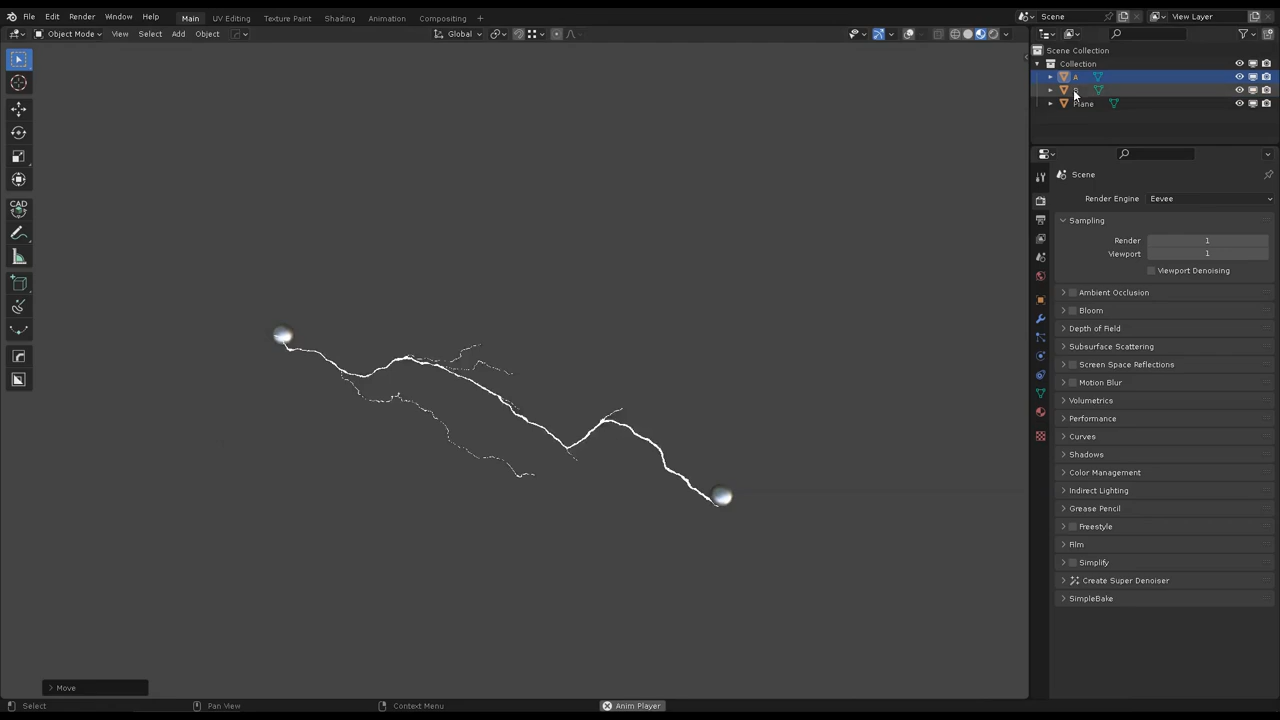 File Edit Render Window Help Main UV Editing Texture Paint Shading Animation Compositing + Scene View Layer
Object Mode View Select Add Object Global
Scene Collection
Collection
A
Plane
Scene
Render Engine Eevee
Sampling
Render 1
Viewport 1
Viewport Denoising
Ambient Occlusion
Bloom
Depth of Field
Subsurface Scattering
Screen Space Reflections
Motion Blur
Volumetrics
Performance
Curves
Shadows
Color Management
Indirect Lighting
Grease Pencil
Freestyle
Film
Simplify
Create Super Denoiser
SimpleBake
CAD
Move
Select Pan View Context Menu Anim Player